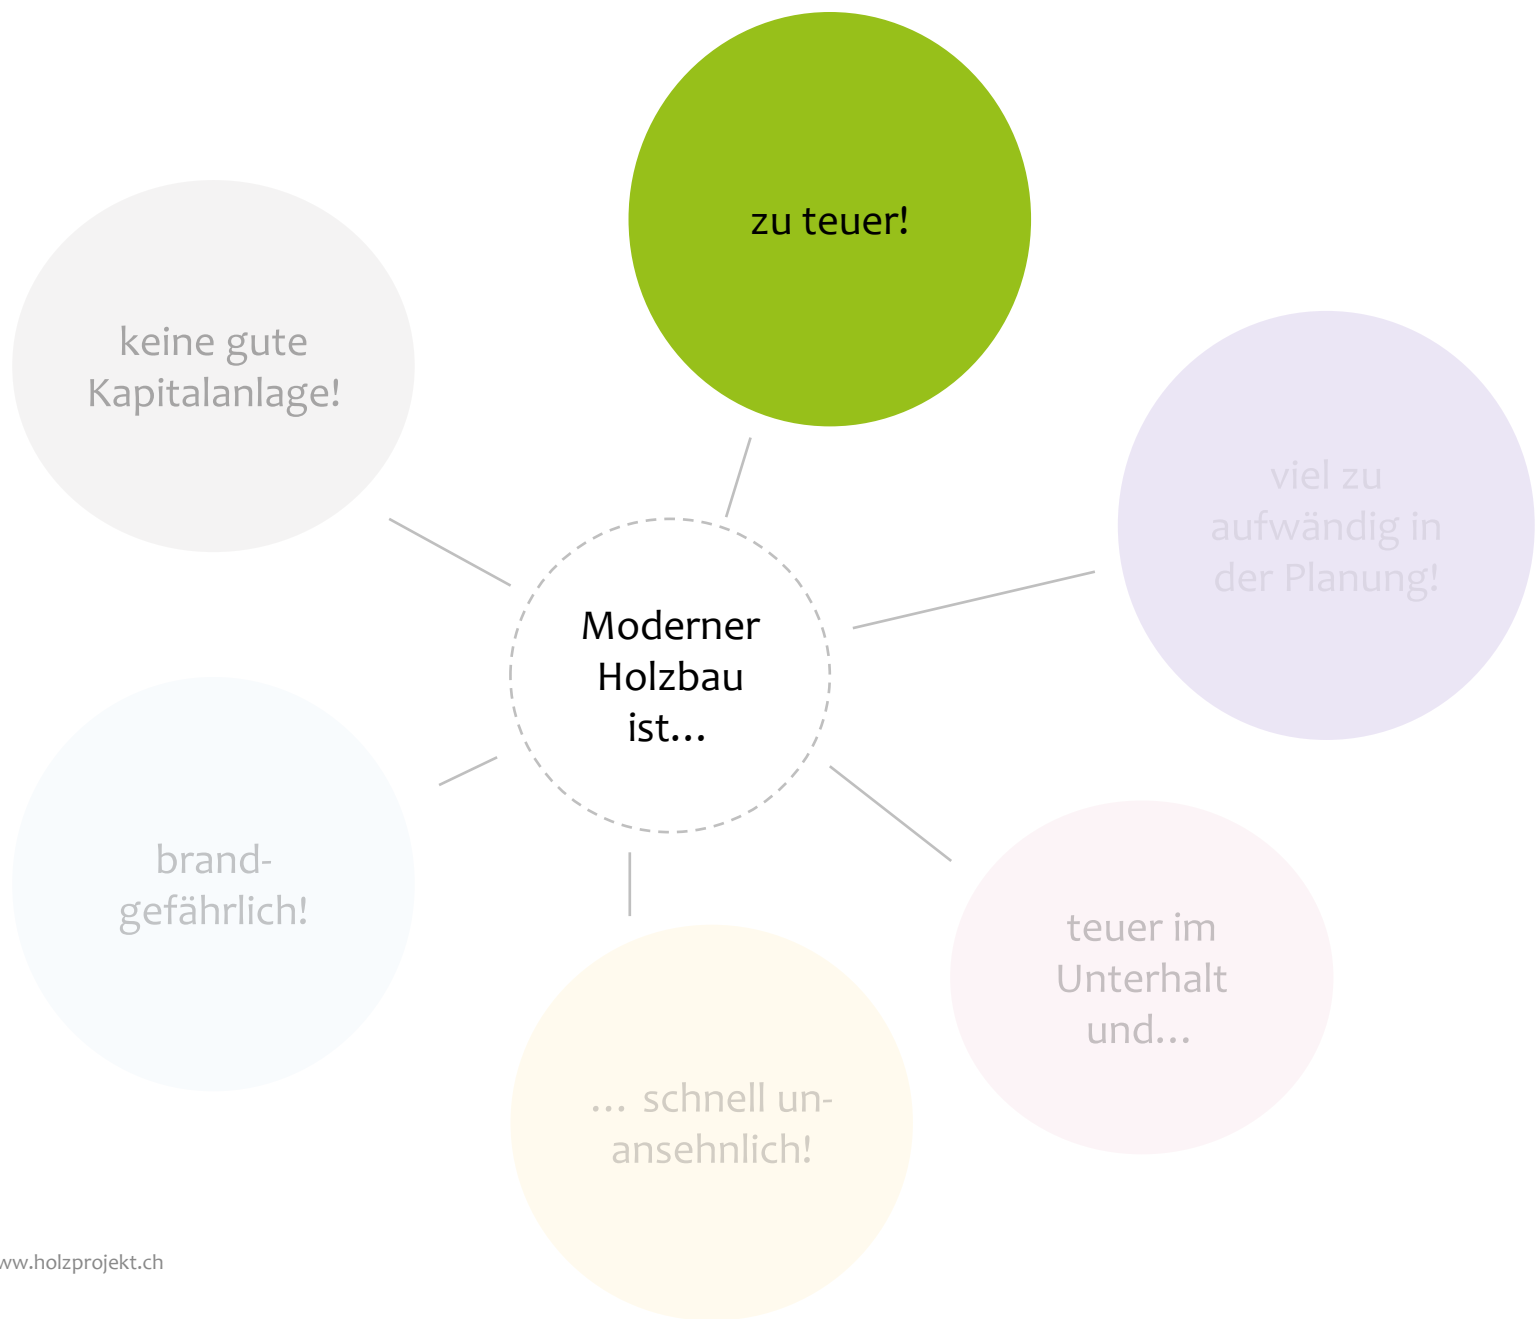 zu teuer!
keine gute
Kapitalanlage!
viel zu
aufwändig in
der Planung!
Moderner
Holzbau
ist...
brand-
gefährlich!
teuer im
Unterhalt
und...
... schnell un-
ansehnlich!
ww.holzprojekt.ch